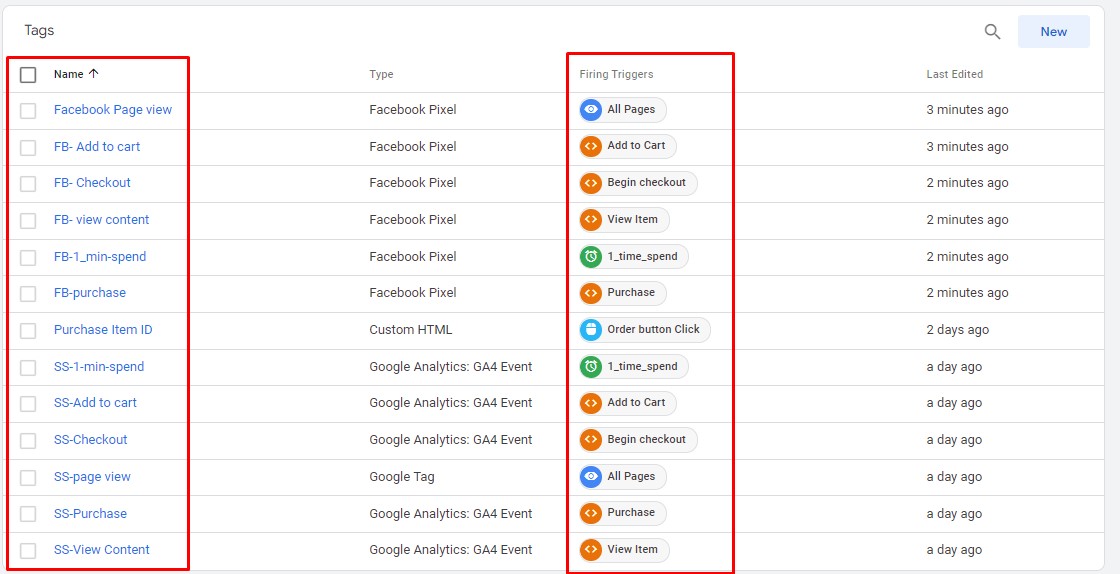 Tags New
Name Type Firing Triggers Last Edited
Facebook Page view Facebook Pixel All Pages 3 minutes ago
FB- Add to cart Facebook Pixel Add to Cart 3 minutes ago
FB- Checkout Facebook Pixel Begin checkout 2 minutes ago
FB- view content Facebook Pixel View Item 2 minutes ago
FB-1_min-spend Facebook Pixel 1_time_spend 2 minutes ago
FB-purchase Facebook Pixel Purchase 2 minutes ago
Purchase Item ID Custom HTML Order button Click 2 days ago
SS-1-min-spend Google Analytics: GA4 Event 1_time_spend a day ago
SS-Add to cart Google Analytics: GA4 Event Add to Cart a day ago
SS-Checkout Google Analytics: GA4 Event Begin checkout a day ago
SS-page view Google Tag All Pages a day ago
SS-Purchase Google Analytics: GA4 Event Purchase a day ago
SS-View Content Google Analytics: GA4 Event View Item a day ago